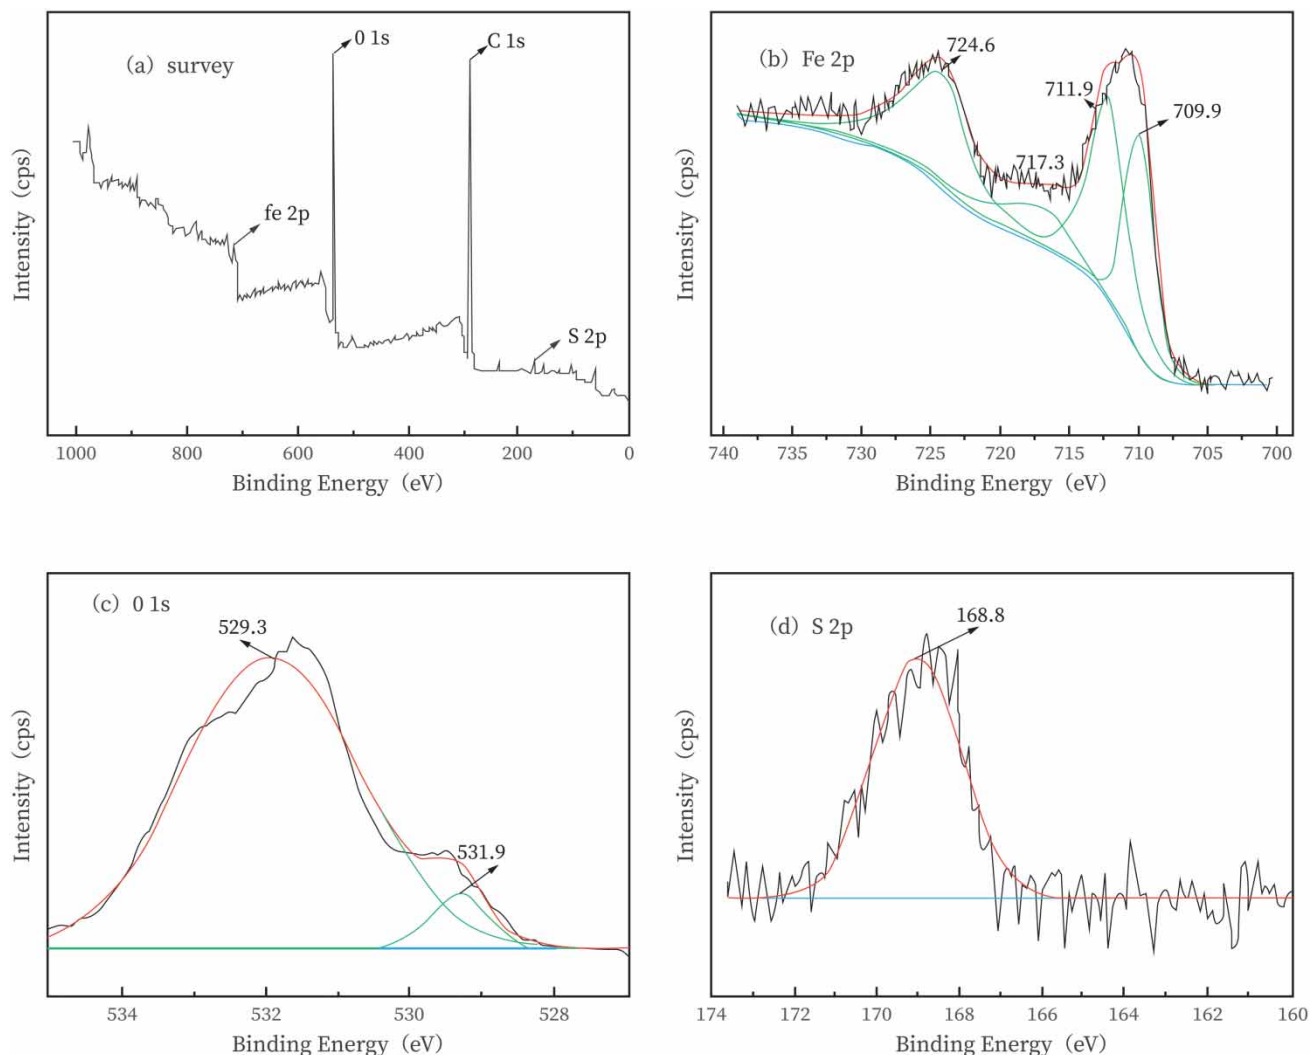 (a) survey
0 1s
C 1s
fe 2p
S 2p
Intensity (cps)
1000 800 600 400 200 0
Binding Energy (eV)
(b) Fe 2p
724.6
711.9
709.9
717.3
Intensity (cps)
740 735 730 725 720 715 710 705 700
Binding Energy (eV)
(c) 0 1s
529.3
531.9
Intensity (cps)
534 532 530 528
Binding Energy (eV)
(d) S 2p
168.8
Intensity (cps)
174 172 170 168 166 164 162 160
Binding Energy (eV)